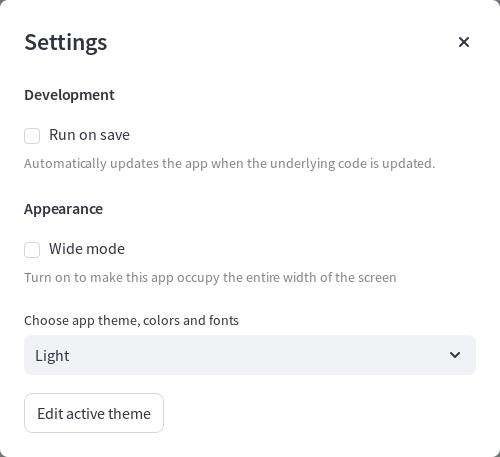 Settings
Development
Run on save
Automatically updates the app when the underlying code is updated.
Appearance
Wide mode
Turn on to make this app occupy the entire width of the screen
Choose app theme, colors and fonts
Light
Edit active theme